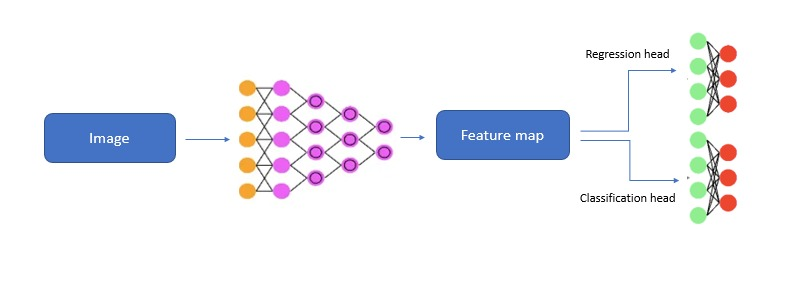 Image
Feature map
Regression head
Classification head